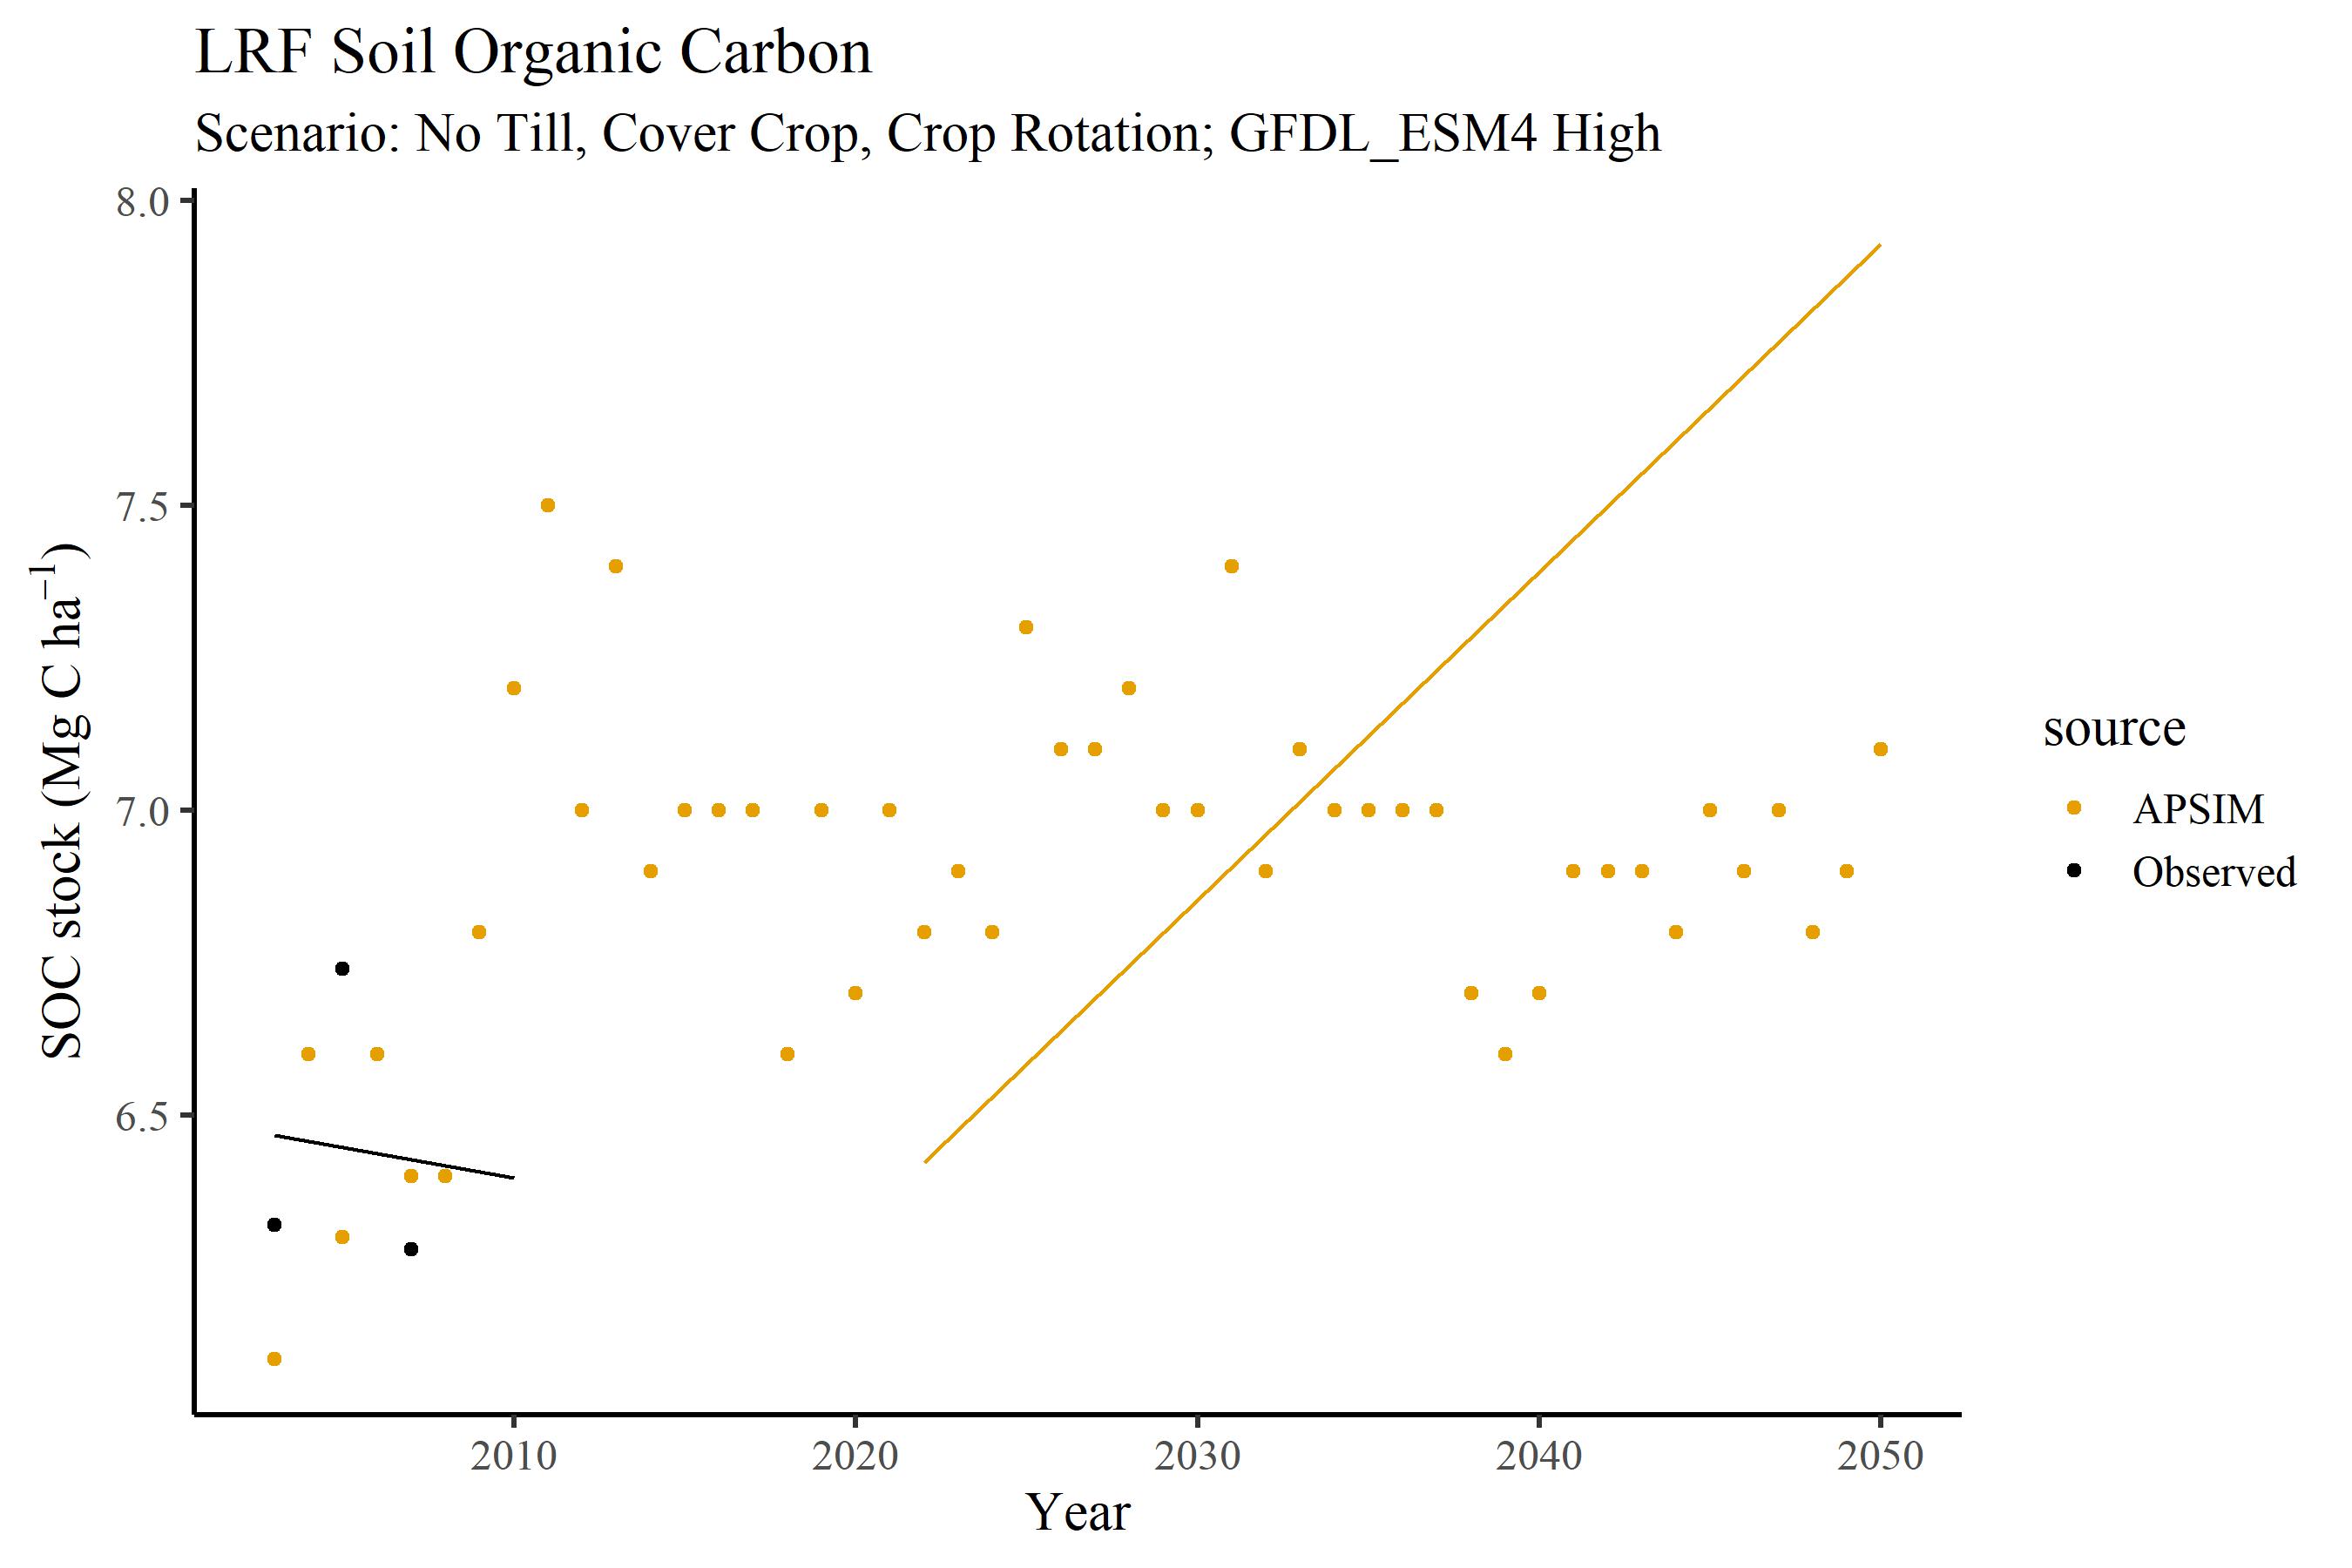 LRF Soil Organic Carbon
Scenario: No Till, Cover Crop, Crop Rotation; GFDL_ESM4 High
SOC stock (Mg C ha⁻¹)
8.0
7.5
7.0
6.5
2010 2020 2030 2040 2050
Year
source
APSIM
Observed